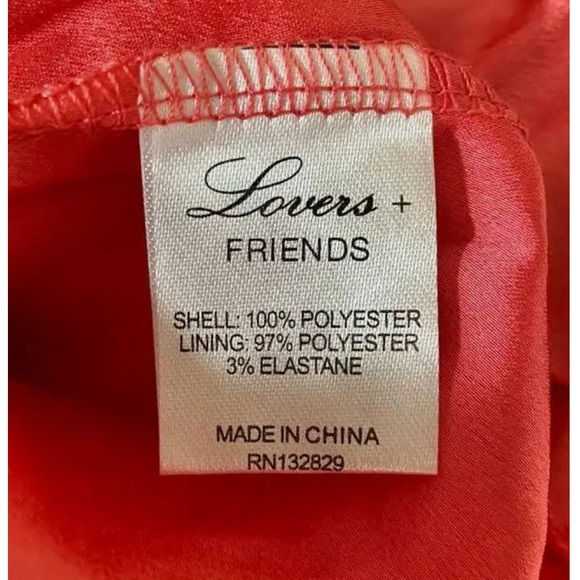 Lovers +
FRIENDS
SHELL: 100% POLYESTER
LINING: 97% POLYESTER
3% ELASTANE
MADE IN CHINA
RN132829